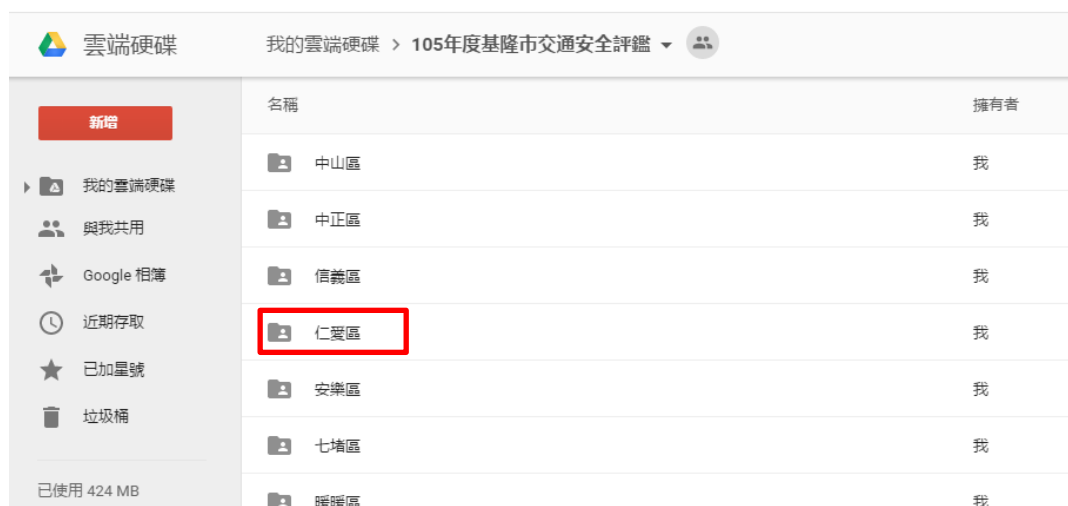 雲端硬碟
我的雲端硬碟 > 105年度基隆市交通安全評鑑
新增
我的雲端硬碟
與我共用
Google 相簿
近期存取
已加星號
垃圾桶
已使用 424 MB
名稱 擁有者
中山區 我
中正區 我
信義區 我
仁愛區 我
安樂區 我
七堵區 我
暖暖區 我